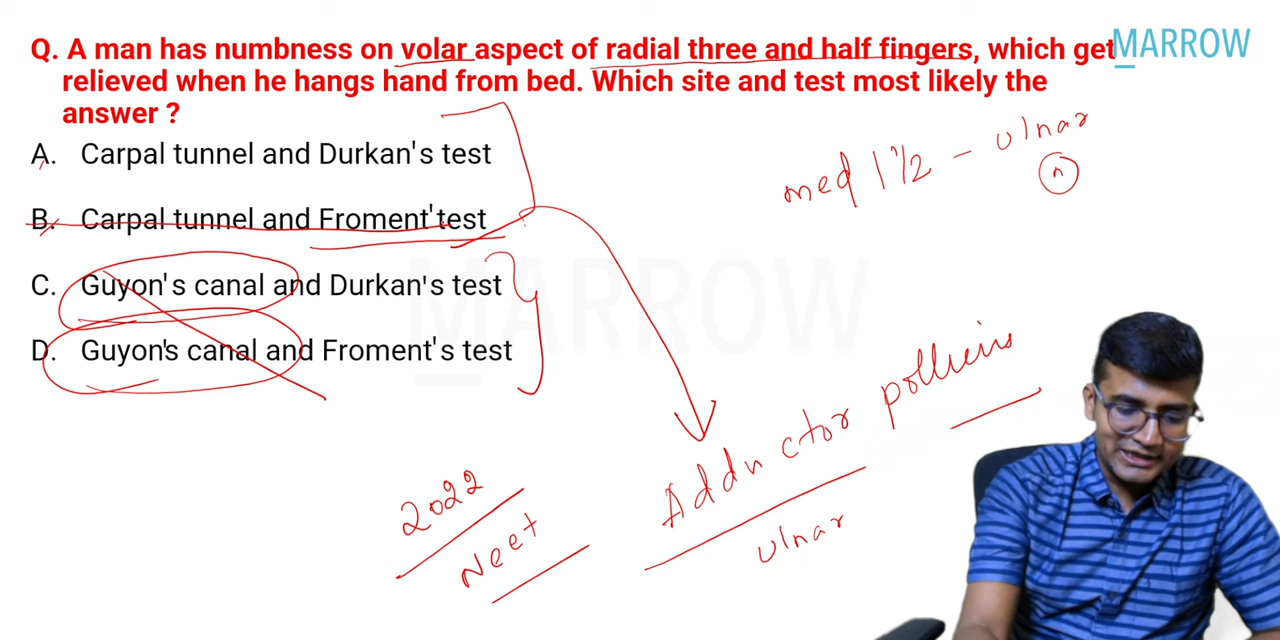 Q. A man has numbness on volar aspect of radial three and half fingers, which get
MARROW
relieved when he hangs hand from bed. Which site and test most likely the
answer ?
A. Carpal tunnel and Durkan's test
B. Carpal tunnel and Froment'test
C. Guyon's canal and Durkan's test
D. Guyon's canal and Froment's test
med 1 1/2 - ulnar
n
MARROW
Adductor pollicis
ulnar
2022
Neet